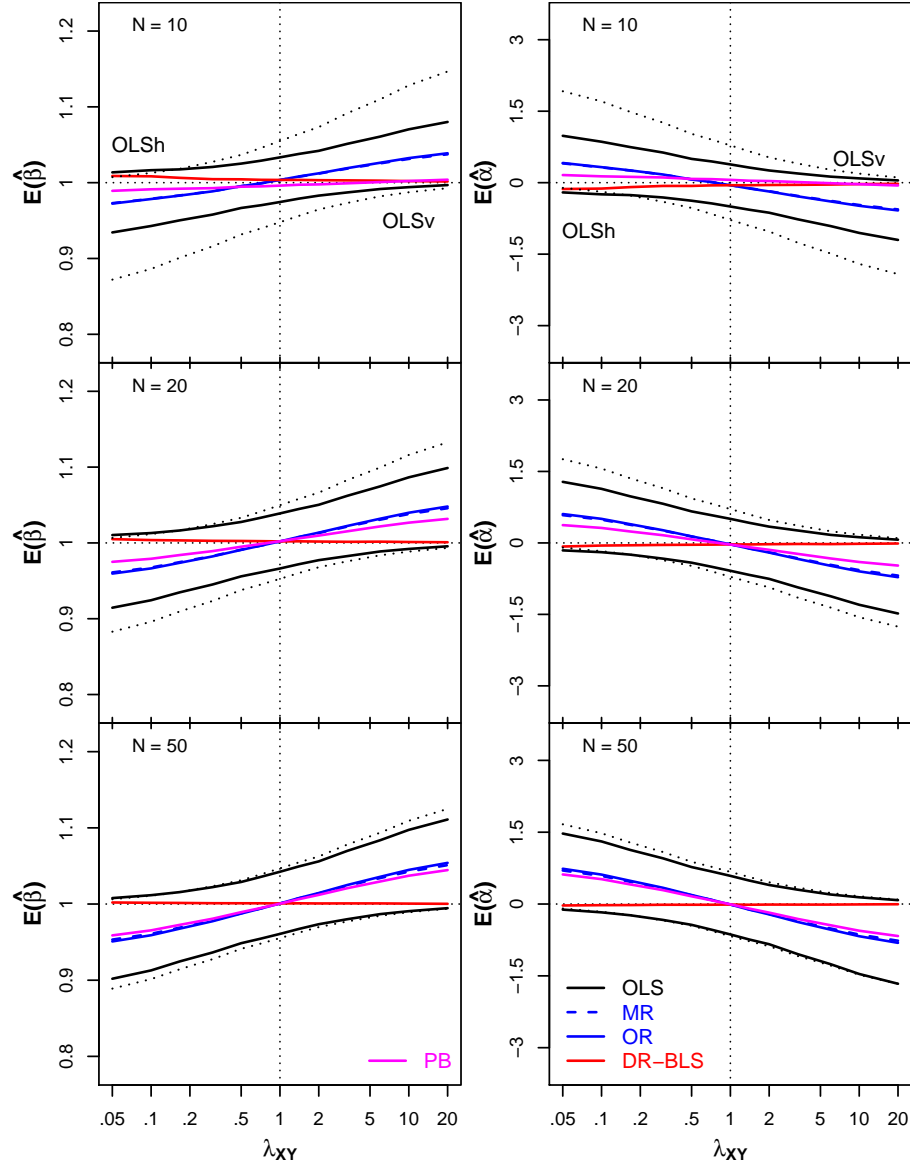 N = 10
1.2
1.1
1
0.9
0.8
E(β̂)
OLSh
OLSv
N = 10
3
1.5
0
−1.5
−3
E(α̂)
OLSv
OLSh
N = 20
1.2
1.1
1
0.9
0.8
E(β̂)
N = 20
3
1.5
0
−1.5
−3
E(α̂)
N = 50
1.2
1.1
1
0.9
0.8
E(β̂)
PB
.05 .1 .2 .5 1 2 5 10 20
λXY
N = 50
3
1.5
0
−1.5
−3
E(α̂)
OLS
MR
OR
DR−BLS
.05 .1 .2 .5 1 2 5 10 20
λXY